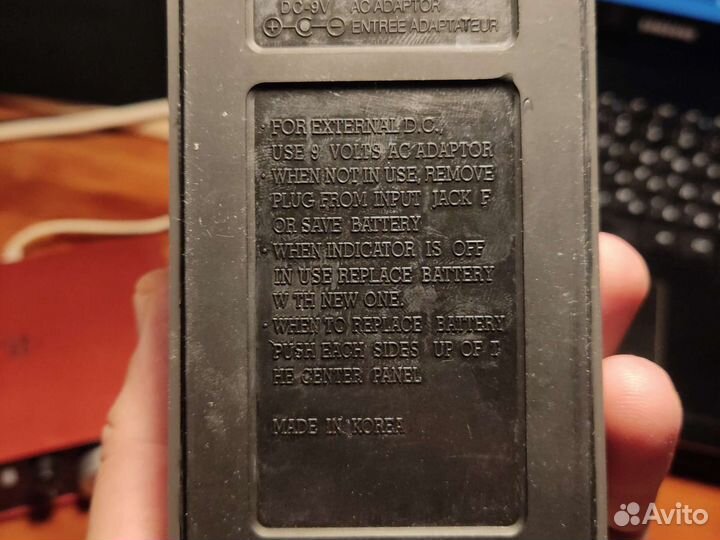 DC-9V AC ADAPTOR
ENTREE ADAPTATEUR
· FOR EXTERNAL D.C.,
USE 9 VOLTS AC ADAPTOR
· WHEN NOT IN USE, REMOVE
PLUG FROM INPUT JACK F
OR SAVE BATTERY
· WHEN INDICATOR IS OFF
IN USE REPLACE BATTERY
W TH NEW ONE.
· WHEN TO REPLACE BATTERY
PUSH EACH SIDES UP OF T
HE CENTER PANEL
MADE IN KOREA
Avito